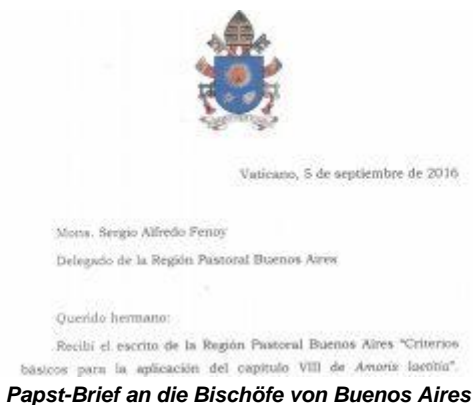 Vaticano, 5 de septiembre de 2016
Mons. Sergio Alfredo Fenoy
Delegado de la Región Pastoral Buenos Aires
Querido hermano:
Recibí el escrito de la Región Pastoral Buenos Aires "Criterios
básicos para la aplicación del capítulo VIII de Amoris laetitia".
Papst-Brief an die Bischöfe von Buenos Aires